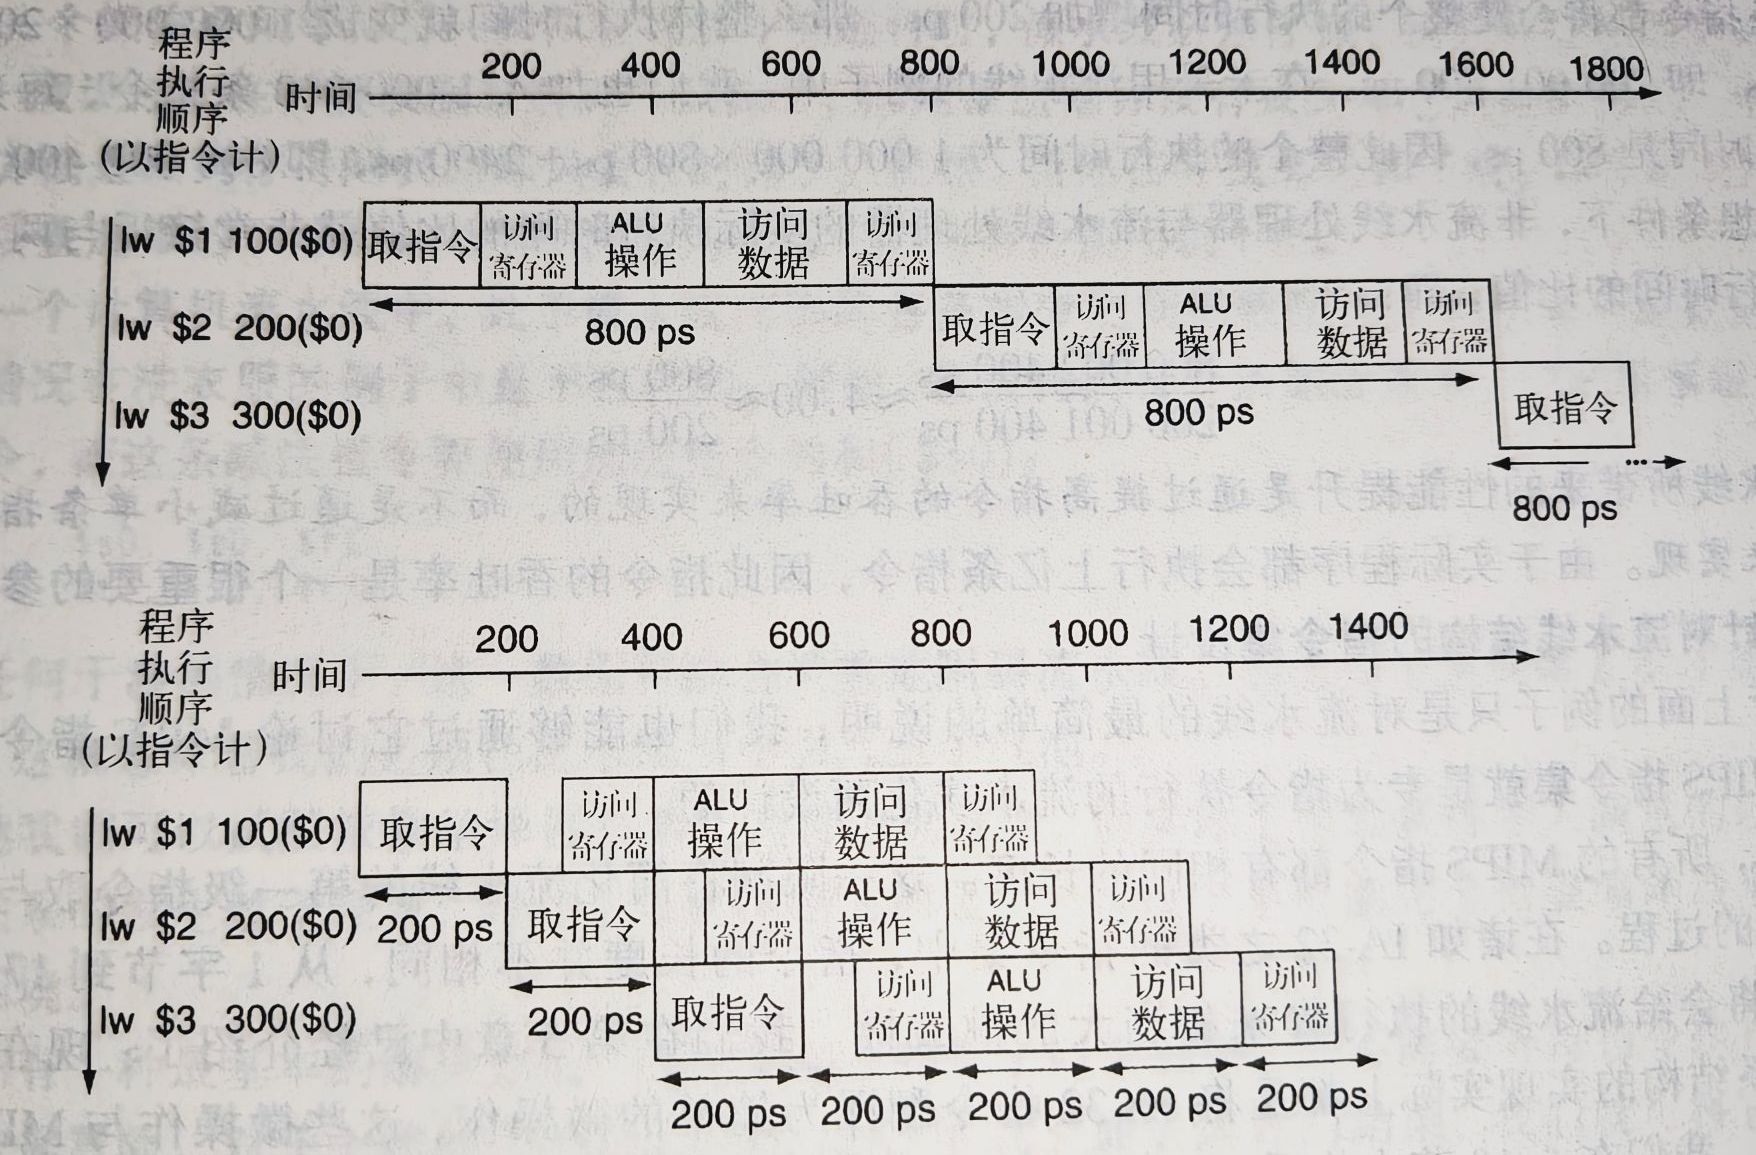 程序
执行
顺序
(以指令计)
时间
200 400 600 800 1000 1200 1400 1600 1800
lw $1 100($0)
取指令 访问寄存器 ALU操作 访问数据 访问寄存器
800 ps
lw $2 200($0)
取指令 访问寄存器 ALU操作 访问数据 访问寄存器
800 ps
lw $3 300($0)
取指令
...
800 ps
程序
执行
顺序
(以指令计)
时间
200 400 600 800 1000 1200 1400
lw $1 100($0)
取指令 访问寄存器 ALU操作 访问数据 访问寄存器
200 ps
lw $2 200($0)
取指令 访问寄存器 ALU操作 访问数据 访问寄存器
200 ps
lw $3 300($0)
取指令 访问寄存器 ALU操作 访问数据 访问寄存器
200 ps 200 ps 200 ps 200 ps 200 ps